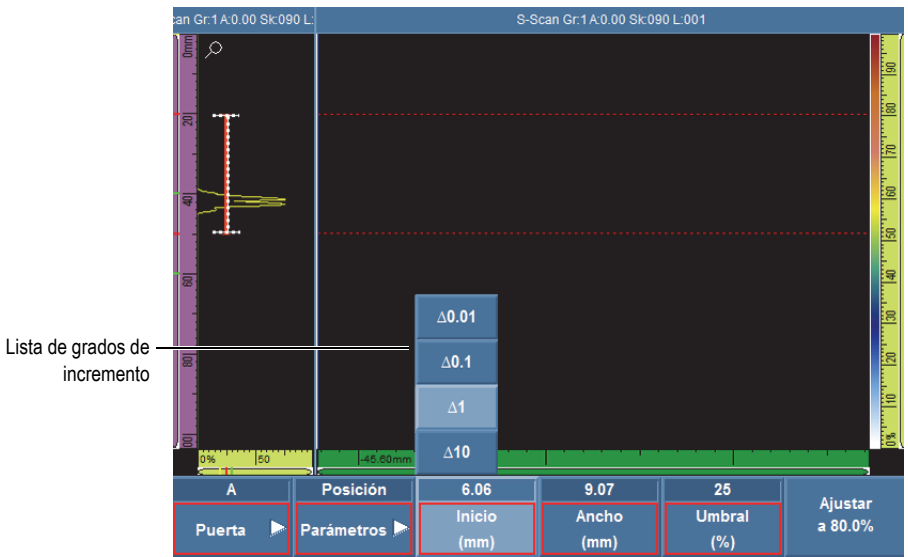 can Gr:1 A:0.00 Sk:090 L:
S-Scan Gr:1 A:0.00 Sk:090 L:001
0mm
20
40
60
80
00
90
80
70
60
50
40
30
20
10
0%
Lista de grados de
incremento
Δ0.01
Δ0.1
Δ1
Δ10
0%
50
-45.60mm
A
Posición
6.06
9.07
25
Ajustar
a 80.0%
Puerta
Parámetros
Inicio
(mm)
Ancho
(mm)
Umbral
(%)